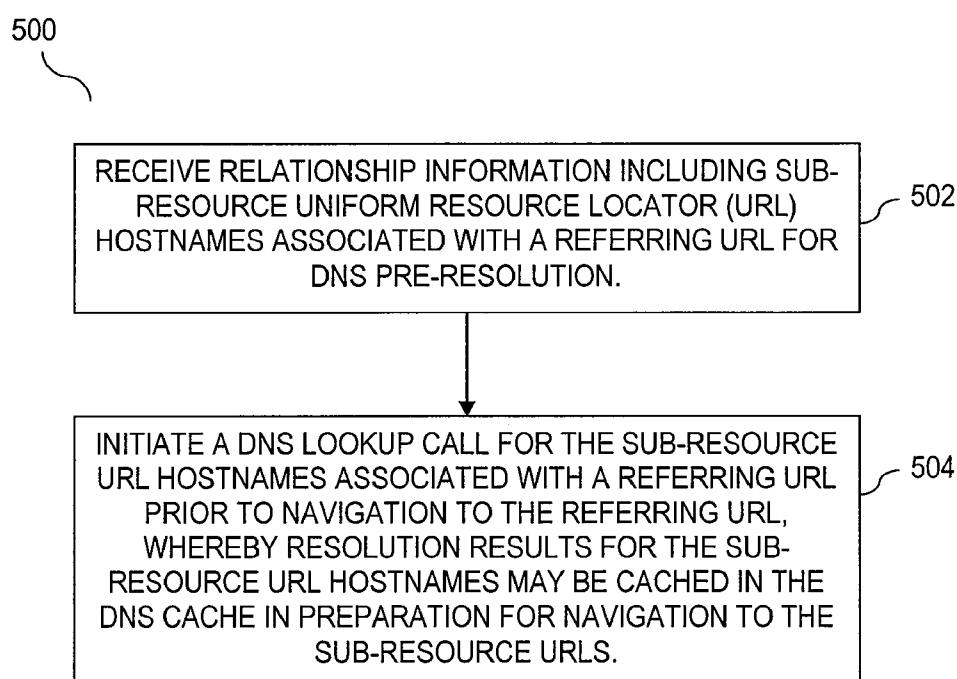 500
RECEIVE RELATIONSHIP INFORMATION INCLUDING SUB-
RESOURCE UNIFORM RESOURCE LOCATOR (URL)
HOSTNAMES ASSOCIATED WITH A REFERRING URL FOR
DNS PRE-RESOLUTION.
502
INITIATE A DNS LOOKUP CALL FOR THE SUB-RESOURCE
URL HOSTNAMES ASSOCIATED WITH A REFERRING URL
PRIOR TO NAVIGATION TO THE REFERRING URL,
WHEREBY RESOLUTION RESULTS FOR THE SUB-
RESOURCE URL HOSTNAMES MAY BE CACHED IN THE
DNS CACHE IN PREPARATION FOR NAVIGATION TO THE
SUB-RESOURCE URLS.
504